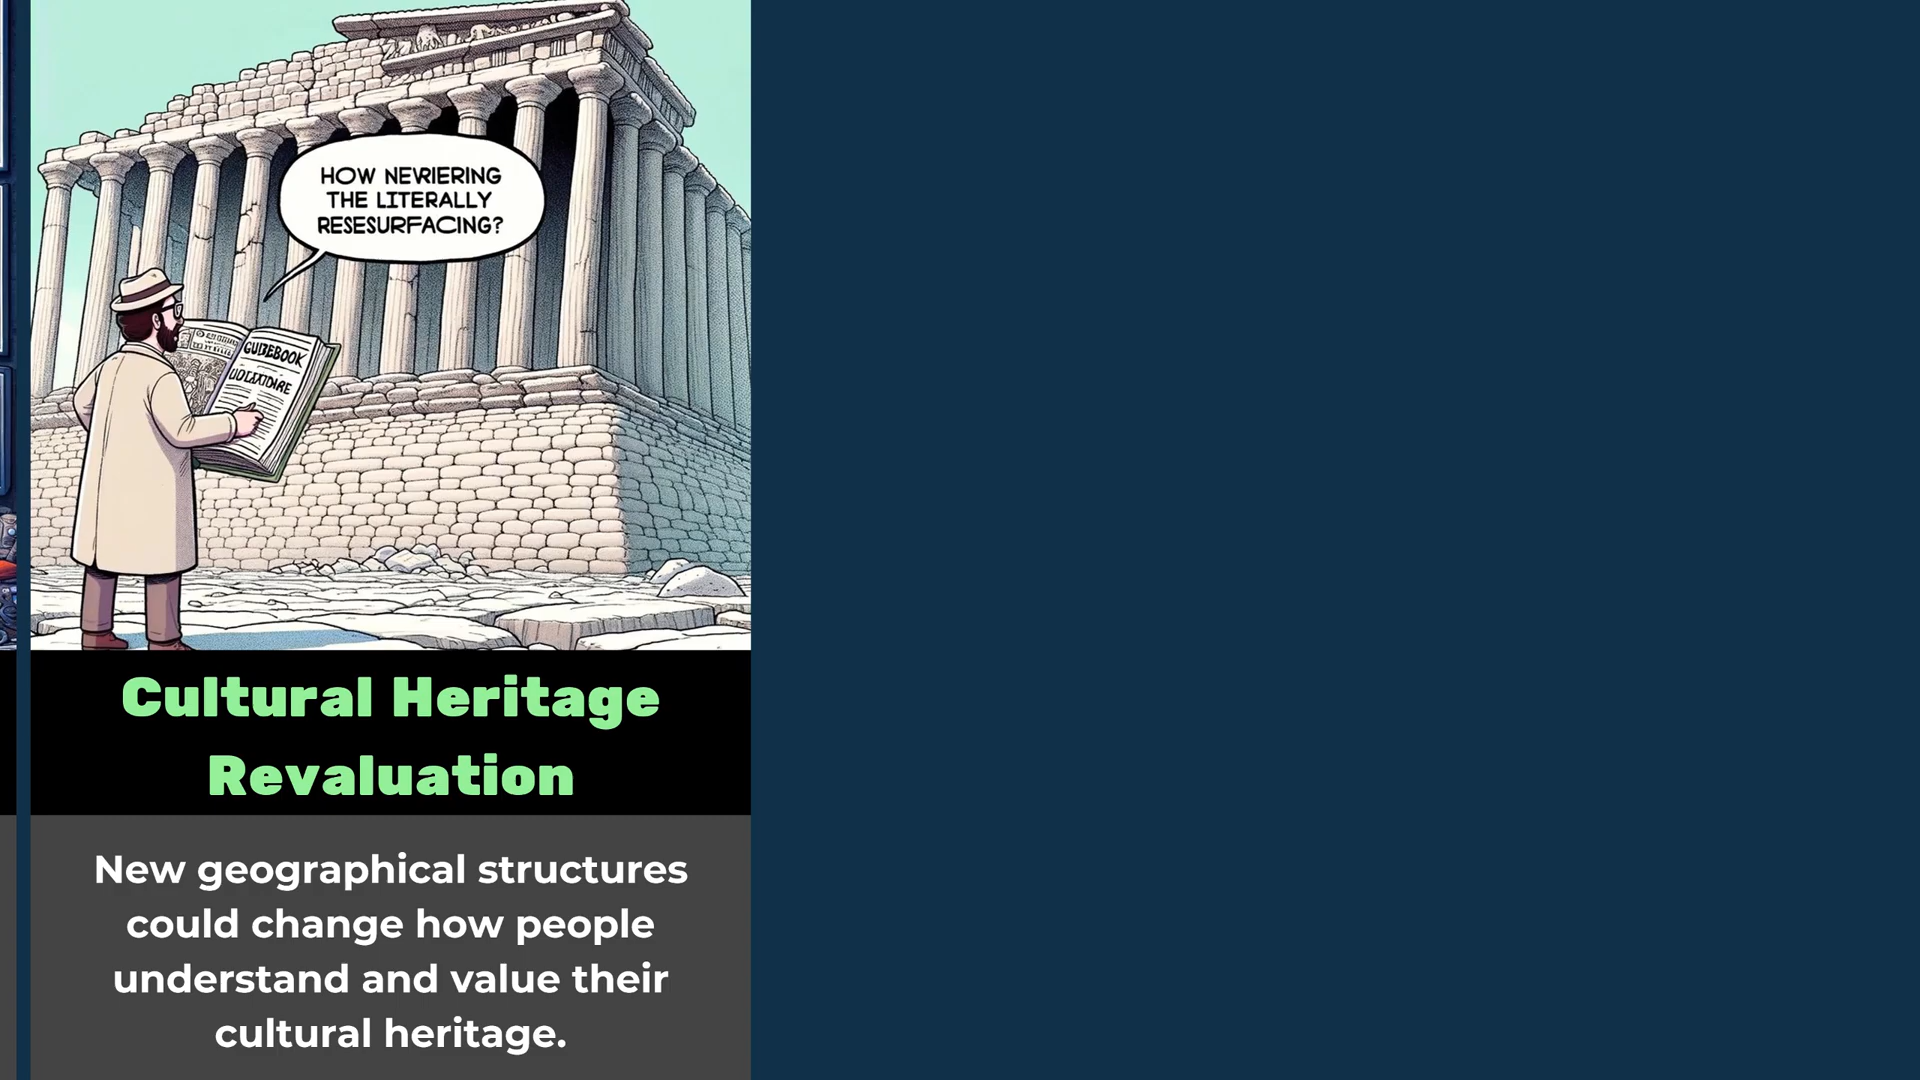 HOW NEVRIERING
THE LITERALLY
RESESURFACING?
GUIDEBOOK
Cultural Heritage
Revaluation
New geographical structures
could change how people
understand and value their
cultural heritage.